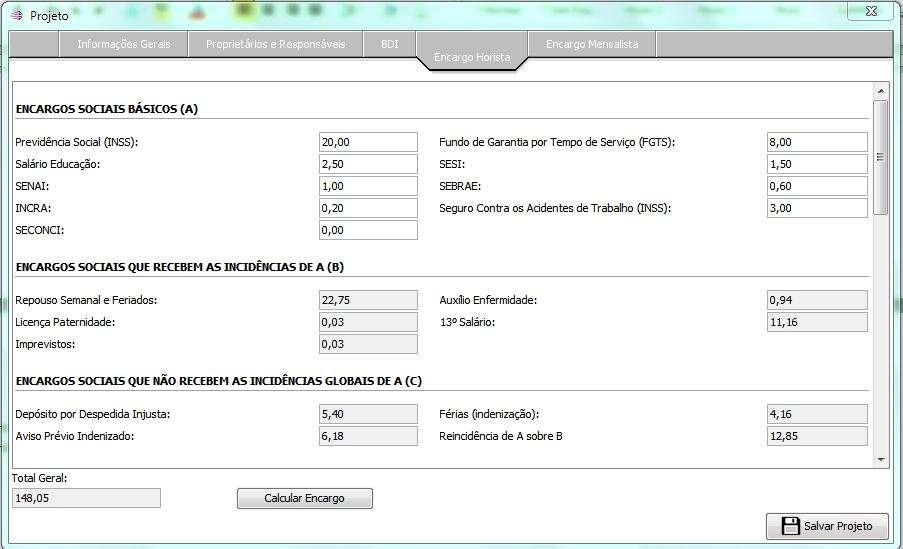 Projeto
Informações Gerais Proprietários e Responsáveis BDI Encargo Horista Encargo Mensalista
ENCARGOS SOCIAIS BÁSICOS (A)
Previdência Social (INSS): 20,00 Fundo de Garantia por Tempo de Serviço (FGTS): 8,00
Salário Educação: 2,50 SESI: 1,50
SENAI: 1,00 SEBRAE: 0,60
INCRA: 0,20 Seguro Contra os Acidentes de Trabalho (INSS): 3,00
SECONCI: 0,00
ENCARGOS SOCIAIS QUE RECEBEM AS INCIDÊNCIAS DE A (B)
Repouso Semanal e Feriados: 22,75 Auxílio Enfermidade: 0,94
Licença Paternidade: 0,03 13º Salário: 11,16
Imprevistos: 0,03
ENCARGOS SOCIAIS QUE NÃO RECEBEM AS INCIDÊNCIAS GLOBAIS DE A (C)
Depósito por Despedida Injusta: 5,40 Férias (indenização): 4,16
Aviso Prévio Indenizado: 6,18 Reincidência de A sobre B 12,85
Total Geral:
148,05 Calcular Encargo
Salvar Projeto